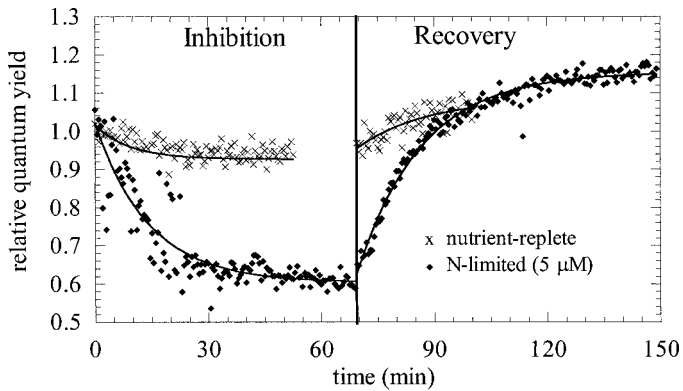 Inhibition
Recovery
relative quantum yield
1.3
1.2
1.1
1.0
0.9
0.8
0.7
0.6
0.5
x nutrient-replete
◆ N-limited (5 µM)
0
30
60
90
120
150
time (min)